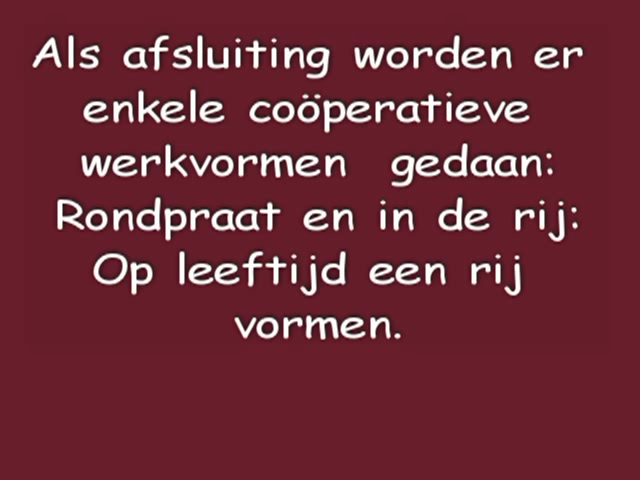 Als afsluiting worden er
enkele coöperatieve
werkvormen gedaan:
Rondpraat en in de rij:
Op leeftijd een rij
vormen.